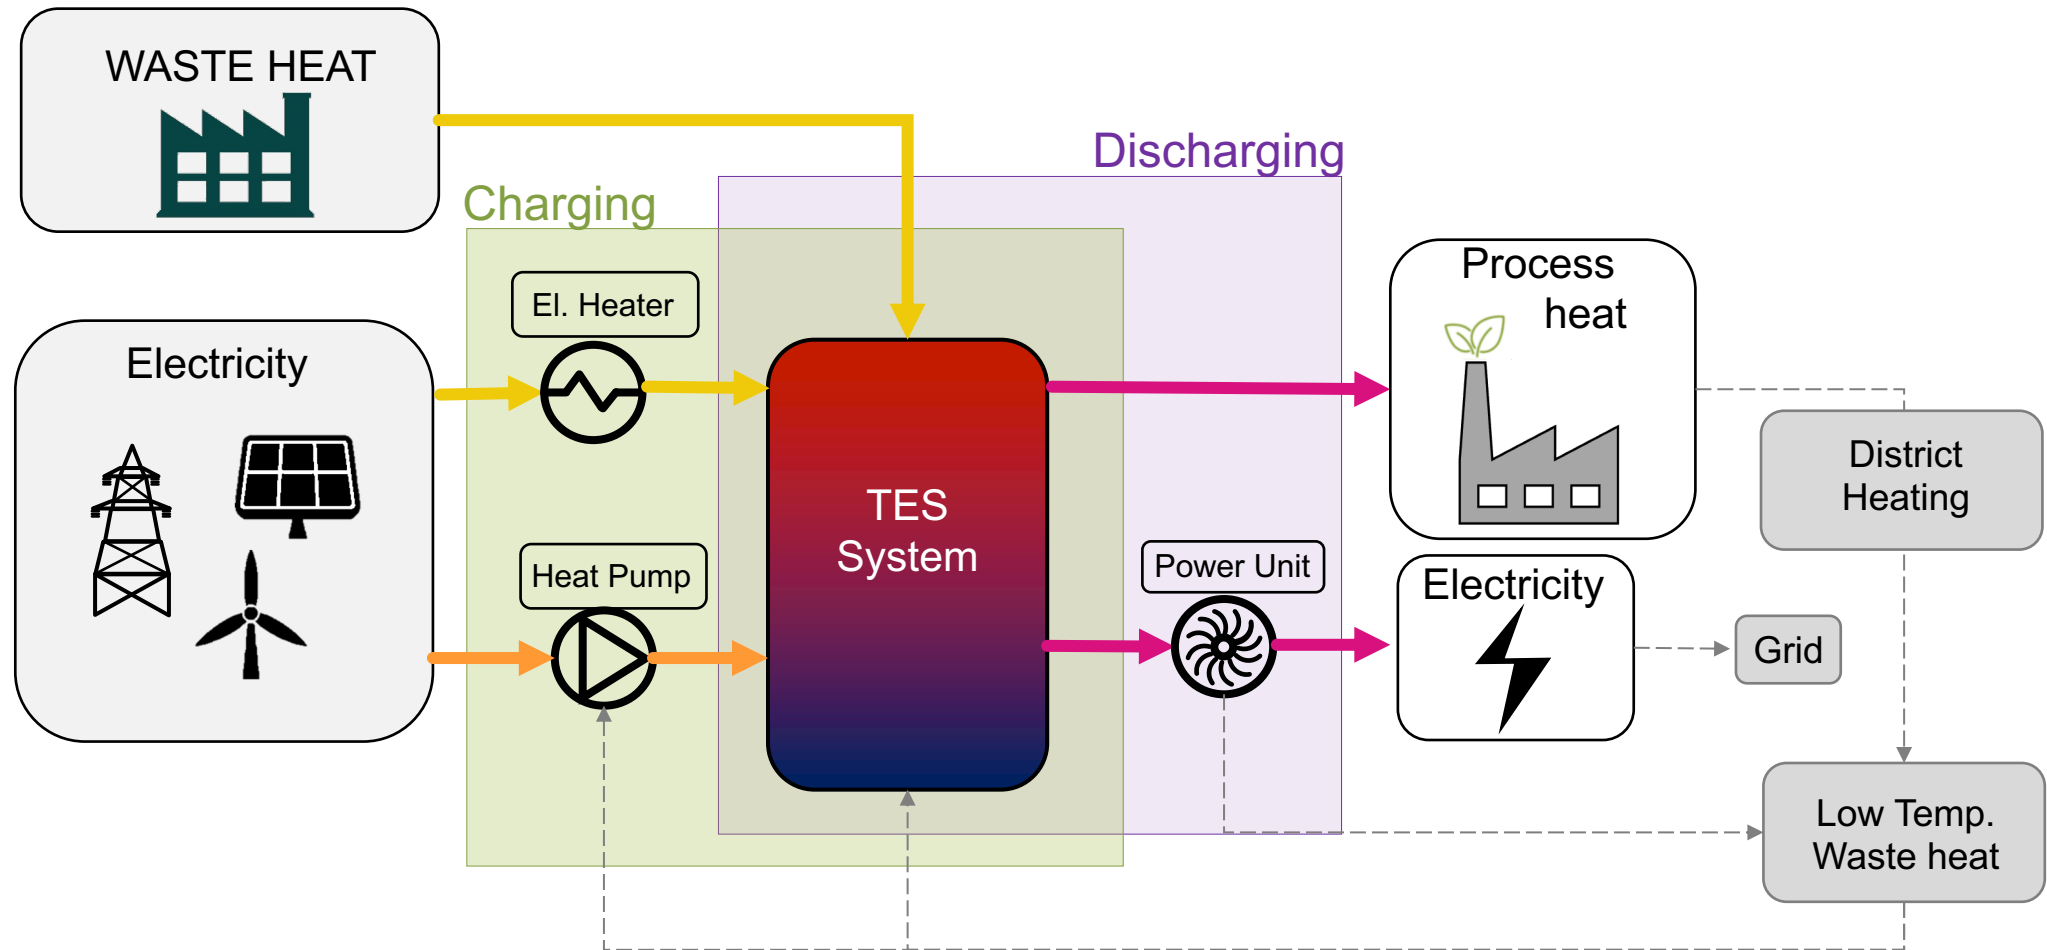 WASTE HEAT
Discharging
Charging
Process
heat
El. Heater
Electricity
District
Heating
TES
System
Heat Pump
Power Unit
Electricity
Grid
Low Temp.
Waste heat